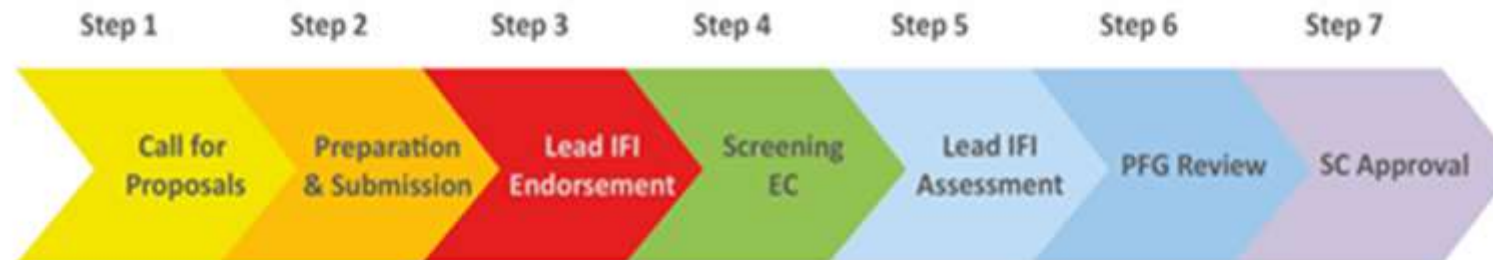 Step 1 Step 2 Step 3 Step 4 Step 5 Step 6 Step 7
Call for
Proposals
Preparation
& Submission
Lead IFI
Endorsement
Screening
EC
Lead IFI
Assessment
PFG Review
SC Approval